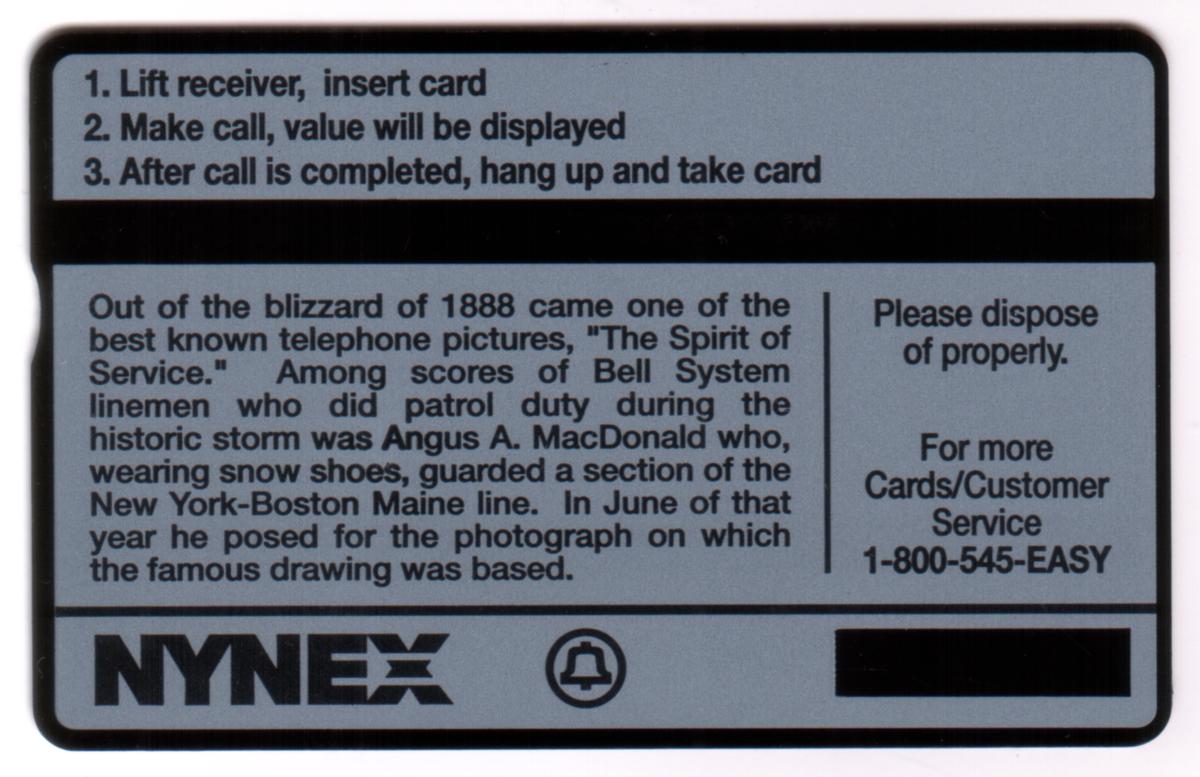 1. Lift receiver,  insert card
2. Make call, value will be displayed
3. After call is completed, hang up and take card
Out of the blizzard of 1888 came one of the
best known telephone pictures, "The Spirit of
Service."  Among scores of Bell System
linemen who did patrol duty during the
historic storm was Angus A. MacDonald who,
wearing snow shoes, guarded a section of the
New York-Boston Maine line.  In June of that
year he posed for the photograph on which
the famous drawing was based.
Please dispose
of properly.
For more
Cards/Customer
Service
1-800-545-EASY
NYNEX